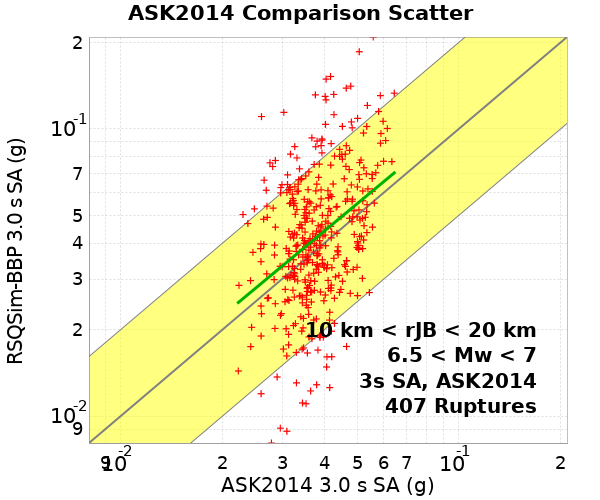 ASK2014 Comparison Scatter
RSQSim-BBP 3.0 s SA (g)
2
10-1
7
5
4
3
2
10-2
9
10 km < rJB < 20 km
6.5 < Mw < 7
3s SA, ASK2014
407 Ruptures
9 10-2 2 3 4 5 6 7 10-1 2
ASK2014 3.0 s SA (g)